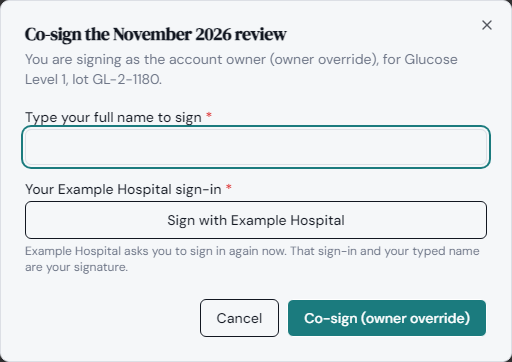 Co-sign the November 2026 review
You are signing as the account owner (owner override), for Glucose
Level 1, lot GL-2-1180.
Type your full name to sign *
Your Example Hospital sign-in *
Sign with Example Hospital
Example Hospital asks you to sign in again now. That sign-in and your typed name
are your signature.
Cancel
Co-sign (owner override)